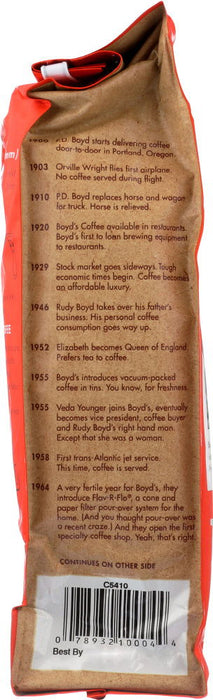 P.D. Boyd starts delivering coffee
door-to-door in Portland, Oregon.
1903 Orville Wright flies first airplane.
No coffee served during flight.
1910 P.D. Boyd replaces horse and wagon
for truck. Horse is relieved.
1920 Boyd's Coffee available in restaurants.
Boyd's first to loan brewing equipment
to restaurants.
1929 Stock market goes sideways. Tough
economic times begin. Coffee becomes
an affordable luxury.
1946 Rudy Boyd takes over his father's
business. His personal coffee
consumption goes way up.
1952 Elizabeth becomes Queen of England.
Prefers tea to coffee.
1955 Boyd's introduces vacuum-packed
coffee in tins. You know, for freshness.
1955 Veda Younger joins Boyd's, eventually
becomes vice president, coffee buyer
and Rudy Boyd's right hand man.
Except that she was a woman.
1958 First trans-Atlantic jet service.
This time, coffee is served.
1964 A very fertile year for Boyd's, they
introduce Flav-R-Flo®, a cone and
paper filter pour-over system for the
home. (And you thought pour-over was
a recent craze.) And they open the first
specialty coffee shop. Yeah, that's right.
CONTINUES ON OTHER SIDE
C5410
0 78932 10004 4
Best By